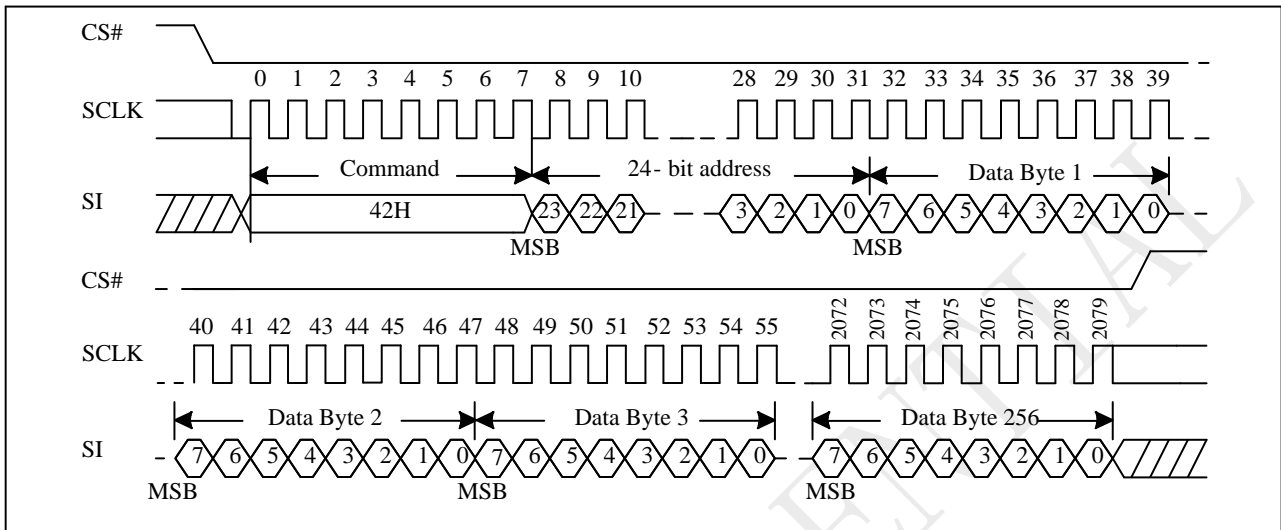 CS#
0 1 2 3 4 5 6 7 8 9 10 28 29 30 31 32 33 34 35 36 37 38 39
SCLK
Command 24- bit address Data Byte 1
SI 42H 23 22 21 3 2 1 0 7 6 5 4 3 2 1 0
MSB MSB
CS#
40 41 42 43 44 45 46 47 48 49 50 51 52 53 54 55 2072 2073 2074 2075 2076 2077 2078 2079
SCLK
Data Byte 2 Data Byte 3 Data Byte 256
SI 7 6 5 4 3 2 1 0 7 6 5 4 3 2 1 0 7 6 5 4 3 2 1 0
MSB MSB MSB
ENTIAL